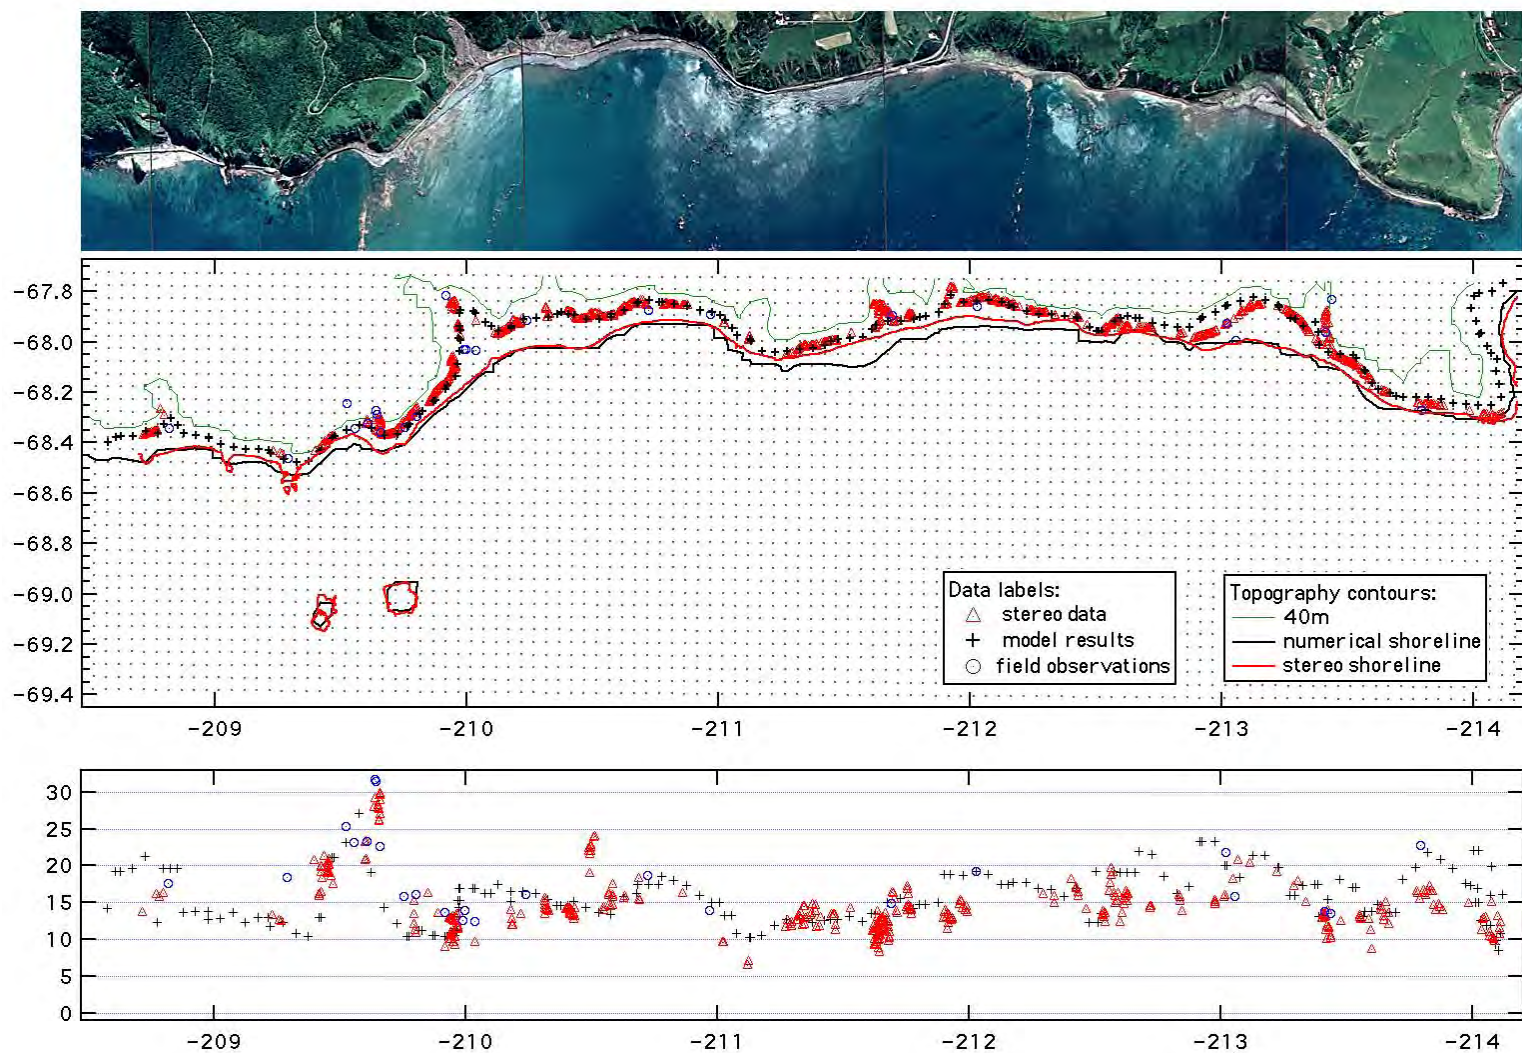 -67.8
-68.0
-68.2
-68.4
-68.6
-68.8
-69.0
-69.2
-69.4
Data labels:
stereo data
model results
field observations
Topography contours:
40m
numerical shoreline
stereo shoreline
-209 -210 -211 -212 -213 -214
30
25
20
15
10
5
0
-209 -210 -211 -212 -213 -214